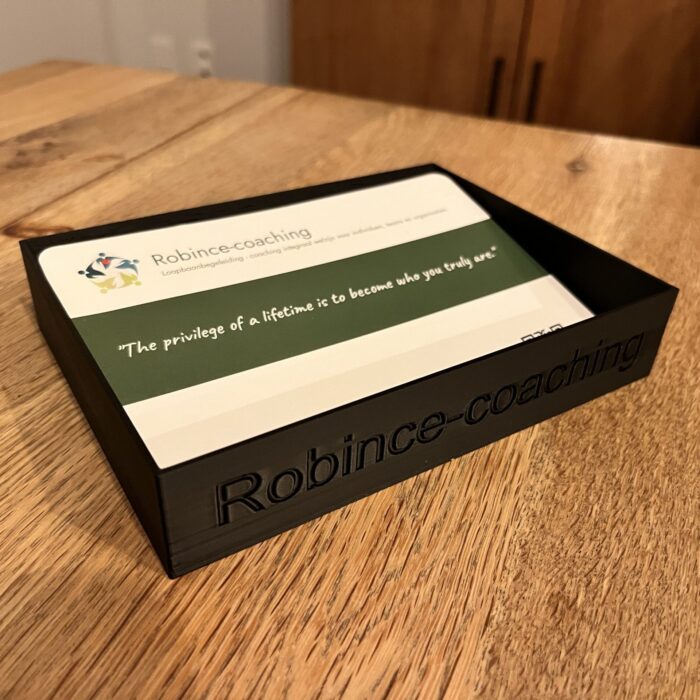 Robince-coaching
Loopbaanbegeleiding - coaching integraal welzijn voor individuen, teams en organisaties
"The privilege of a lifetime is to become who you truly are."
Robince-coaching